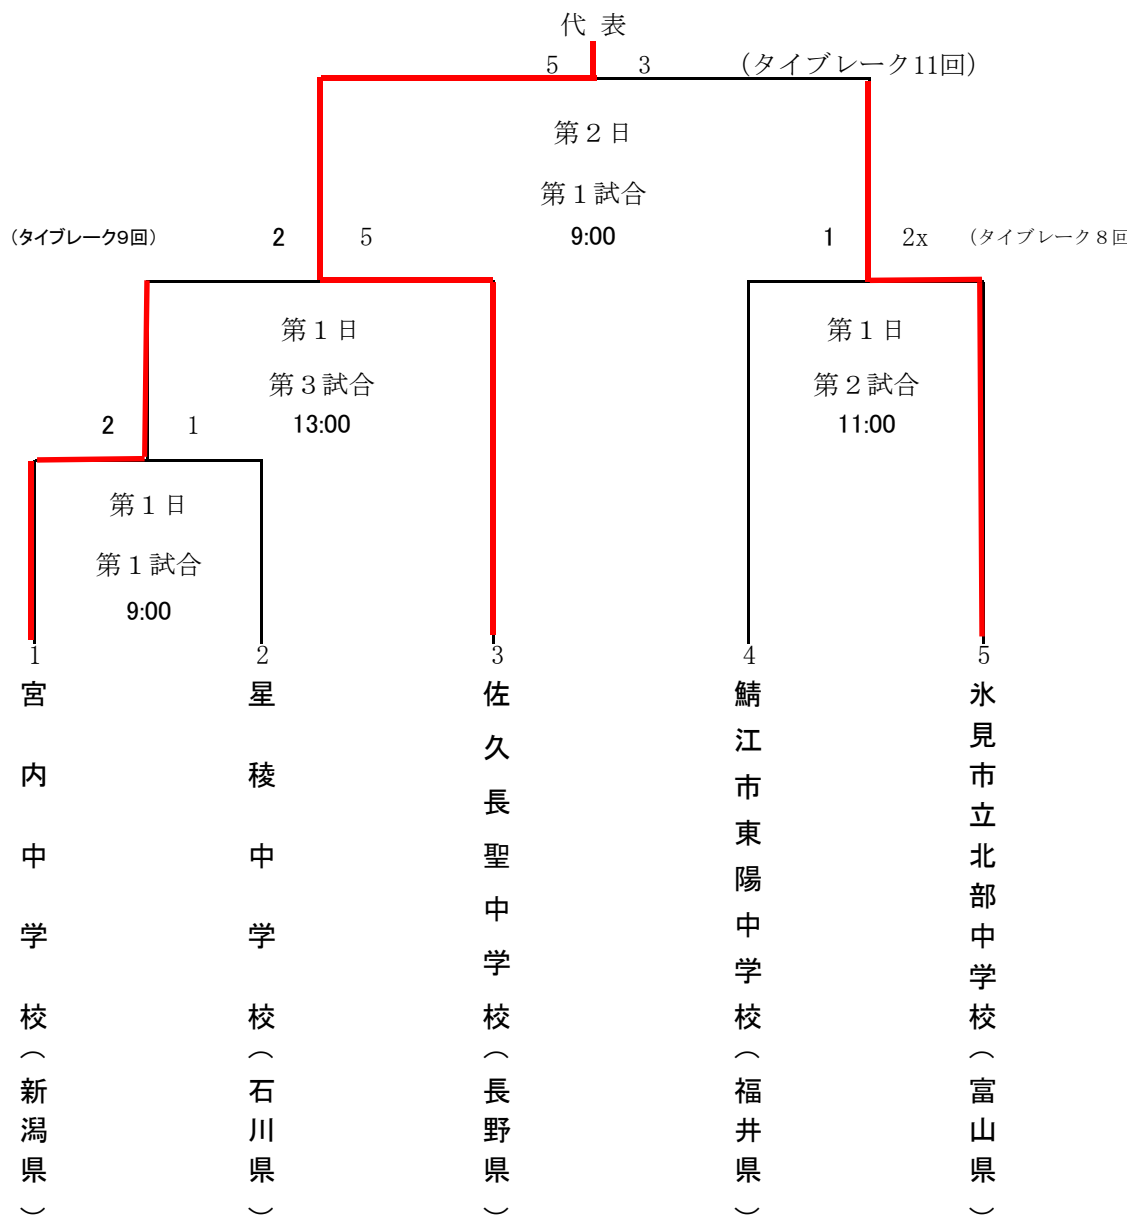 代 表
5 3 (タイブレーク11回)
第２日
第１試合
9:00
(タイブレーク9回) 2 5
1 2x (タイブレーク８回
第１日
第３試合
13:00
第１日
第２試合
11:00
2 1
第１日
第１試合
9:00
1
宮内中学校(新潟県)
2
星稜中学校(石川県)
3
佐久長聖中学校(長野県)
4
鯖江市東陽中学校(福井県)
5
氷見市立北部中学校(富山県)